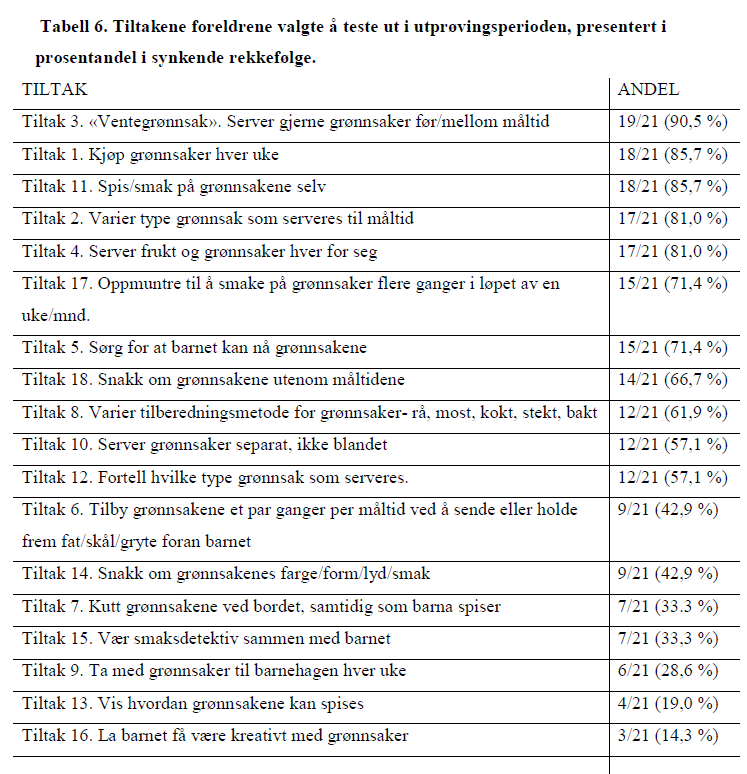 Tabell 6. Tiltakene foreldrene valgte å teste ut i utprøvingsperioden, presentert i
prosentandel i synkende rekkefølge.
TILTAK ANDEL
Tiltak 3. «Ventegrønnsak». Server gjerne grønnsaker før/mellom måltid 19/21 (90,5 %)
Tiltak 1. Kjøp grønnsaker hver uke 18/21 (85,7 %)
Tiltak 11. Spis/smak på grønnsakene selv 18/21 (85,7 %)
Tiltak 2. Varier type grønnsak som serveres til måltid 17/21 (81,0 %)
Tiltak 4. Server frukt og grønnsaker hver for seg 17/21 (81,0 %)
Tiltak 17. Oppmuntre til å smake på grønnsaker flere ganger i løpet av en 15/21 (71,4 %)
uke/mnd.
Tiltak 5. Sørg for at barnet kan nå grønnsakene 15/21 (71,4 %)
Tiltak 18. Snakk om grønnsakene utenom måltidene 14/21 (66,7 %)
Tiltak 8. Varier tilberedningsmetode for grønnsaker- rå, most, kokt, stekt, bakt 12/21 (61,9 %)
Tiltak 10. Server grønnsaker separat, ikke blandet 12/21 (57,1 %)
Tiltak 12. Fortell hvilke type grønnsak som serveres. 12/21 (57,1 %)
Tiltak 6. Tilby grønnsakene et par ganger per måltid ved å sende eller holde 9/21 (42,9 %)
frem fat/skål/gryte foran barnet
Tiltak 14. Snakk om grønnsakenes farge/form/lyd/smak 9/21 (42,9 %)
Tiltak 7. Kutt grønnsakene ved bordet, samtidig som barna spiser 7/21 (33.3 %)
Tiltak 15. Vær smaksdetektiv sammen med barnet 7/21 (33,3 %)
Tiltak 9. Ta med grønnsaker til barnehagen hver uke 6/21 (28,6 %)
Tiltak 13. Vis hvordan grønnsakene kan spises 4/21 (19,0 %)
Tiltak 16. La barnet få være kreativt med grønnsaker 3/21 (14,3 %)